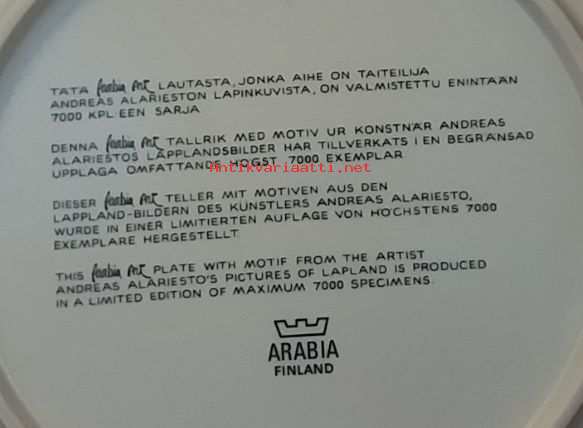 TÄTÄ Arabia Art LAUTASTA, JONKA AIHE ON TAITEILIJA
ANDREAS ALARIESTON LAPINKUVISTA, ON VALMISTETTU ENINTÄÄN
7000 KPL:EEN SARJA
DENNA Arabia Art TALLRIK MED MOTIV UR KONSTNÄR ANDREAS
ALARIESTOS LAPPLANDSBILDER HAR TILLVERKATS I EN BEGRÄNSAD
UPPLAGA OMFATTANDE HÖGST 7000 EXEMPLAR
Antikvariaatti.net
DIESER Arabia Art TELLER MIT MOTIVEN AUS DEN
LAPPLAND-BILDERN DES KÜNSTLERS ANDREAS ALARIESTO,
WURDE IN EINER LIMITIERTEN AUFLAGE VON HÖCHSTENS 7000
EXEMPLARE HERGESTELLT
THIS Arabia Art PLATE WITH MOTIF FROM THE ARTIST
ANDREAS ALARIESTO'S PICTURES OF LAPLAND IS PRODUCED
IN A LIMITED EDITION OF MAXIMUM 7000 SPECIMENS.
ARABIA
FINLAND